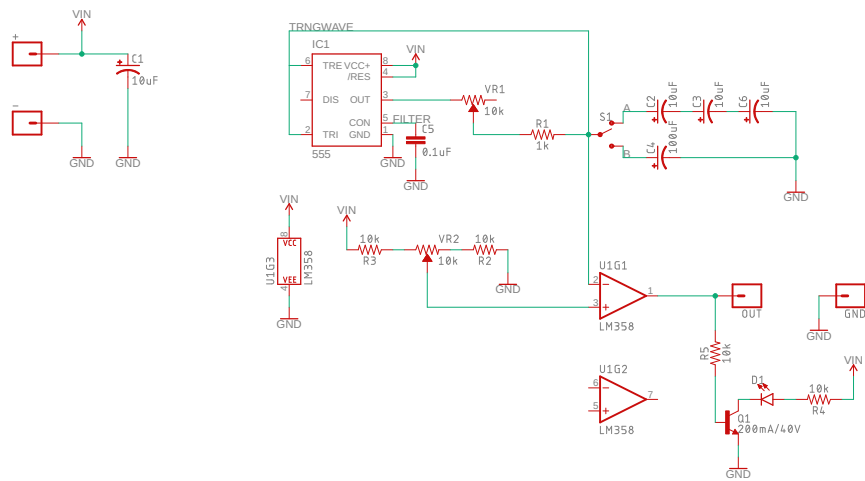 VIN
+
C1
10uF
-
GND
GND
TRNGWAVE
IC1
6
TRE
VCC+
8
VIN
/RES
4
7
DIS
OUT
3
VR1
10k
CON
5
FILTER
2
TRI
GND
1
C5
0.1uF
555
GND
GND
R1
1k
S1
A
B
C2
10uF
C3
10uF
C6
10uF
C4
100uF
GND
VIN
8
VCC
U1G3
LM358
VEE
4
GND
VIN
10k
R3
VR2
10k
10k
R2
GND
U1G1
2
-
3
+
1
LM358
OUT
GND
GND
R5
10k
U1G2
6
-
5
+
7
LM358
D1
VIN
10k
R4
Q1
200mA/40V
GND